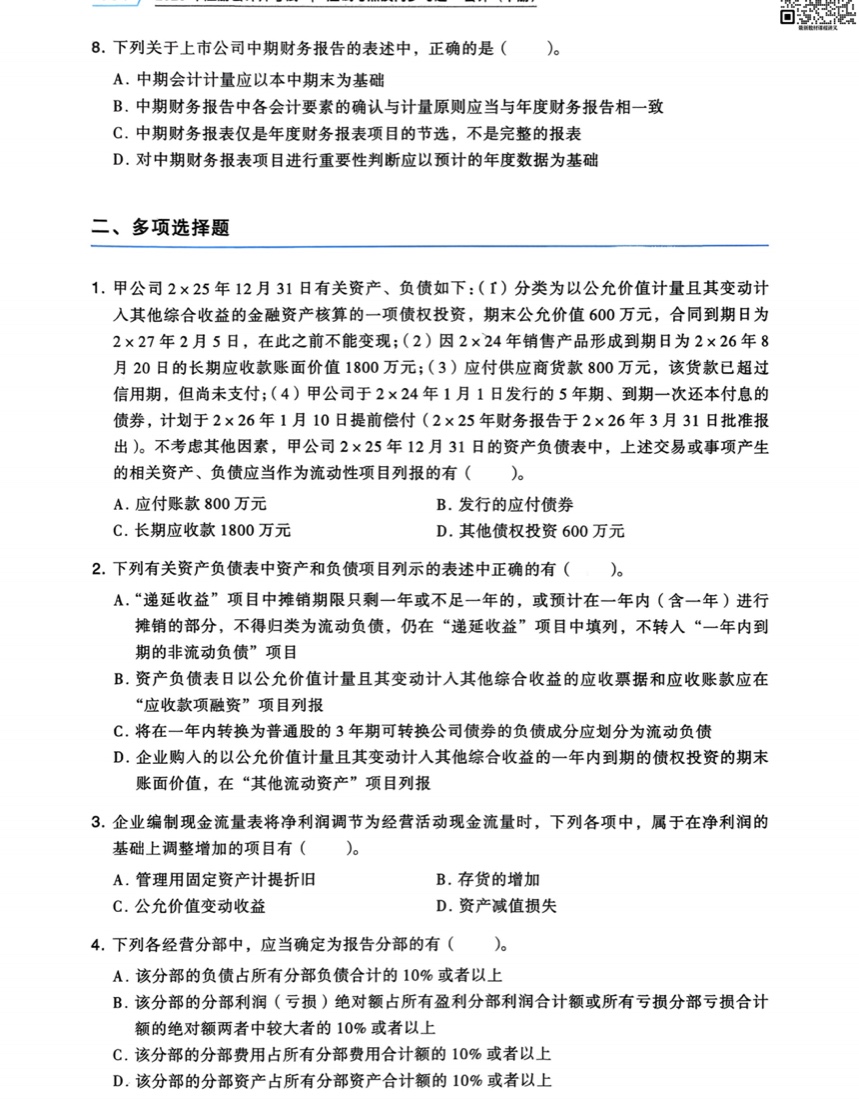 8. 下列关于上市公司中期财务报告的表述中，正确的是（　　）。
A. 中期会计计量应以本中期末为基础
B. 中期财务报告中各会计要素的确认与计量原则应当与年度财务报告相一致
C. 中期财务报表仅是年度财务报表项目的节选，不是完整的报表
D. 对中期财务报表项目进行重要性判断应以预计的年度数据为基础
二、多项选择题
1. 甲公司 2×25 年 12 月 31 日有关资产、负债如下：（1）分类为以公允价值计量且其变动计
入其他综合收益的金融资产核算的一项债权投资，期末公允价值 600 万元，合同到期日为
2×27 年 2 月 5 日，在此之前不能变现；（2）因 2×24 年销售产品形成到期日为 2×26 年 8
月 20 日的长期应收款账面价值 1800 万元；（3）应付供应商货款 800 万元，该货款已超过
信用期，但尚未支付；（4）甲公司于 2×24 年 1 月 1 日发行的 5 年期、到期一次还本付息的
债券，计划于 2×26 年 1 月 10 日提前偿付（2×25 年财务报告于 2×26 年 3 月 31 日批准报
出）。不考虑其他因素，甲公司 2×25 年 12 月 31 日的资产负债表中，上述交易或事项产生
的相关资产、负债应当作为流动性项目列报的有（　　）。
A. 应付账款 800 万元　　B. 发行的应付债券
C. 长期应收款 1800 万元　　D. 其他债权投资 600 万元
2. 下列有关资产负债表中资产和负债项目列示的表述中正确的有（　　）。
A. “递延收益”项目中摊销期限只剩一年或不足一年的，或预计在一年内（含一年）进行
摊销的部分，不得归类为流动负债，仍在“递延收益”项目中填列，不转入“一年内到
期的非流动负债”项目
B. 资产负债表日以公允价值计量且其变动计入其他综合收益的应收票据和应收账款应在
“应收款项融资”项目列报
C. 将在一年内转换为普通股的 3 年期可转换公司债券的负债成分应划分为流动负债
D. 企业购入的以公允价值计量且其变动计入其他综合收益的一年内到期的债权投资的期末
账面价值，在“其他流动资产”项目列报
3. 企业编制现金流量表将净利润调节为经营活动现金流量时，下列各项中，属于在净利润的
基础上调整增加的项目有（　　）。
A. 管理用固定资产计提折旧　　B. 存货的增加
C. 公允价值变动收益　　D. 资产减值损失
4. 下列各经营分部中，应当确定为报告分部的有（　　）。
A. 该分部的负债占所有分部负债合计的 10% 或者以上
B. 该分部的分部利润（亏损）绝对额占所有盈利分部利润合计额或所有亏损分部亏损合计
额的绝对额两者中较大者的 10% 或者以上
C. 该分部的分部费用占所有分部费用合计额的 10% 或者以上
D. 该分部的分部资产占所有分部资产合计额的 10% 或者以上